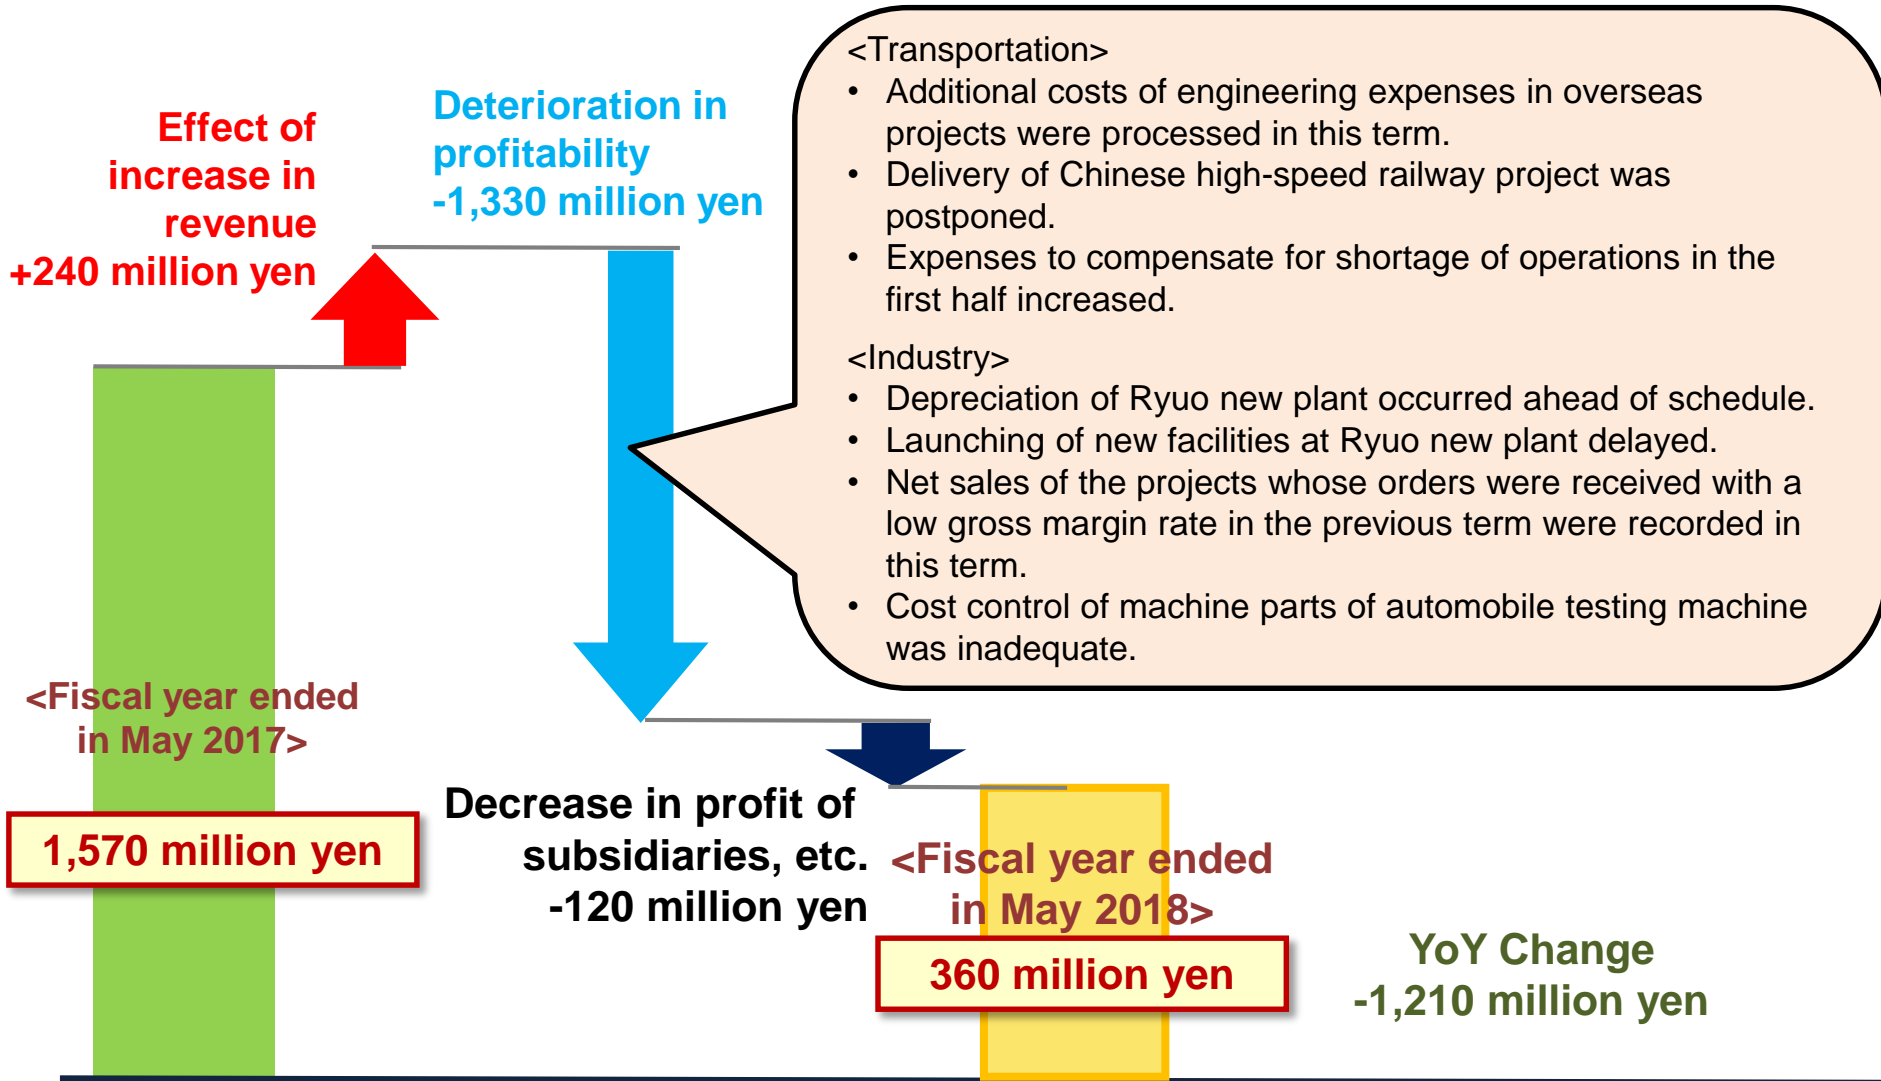 Effect of
increase in
revenue
+240 million yen
Deterioration in
profitability
-1,330 million yen
<Transportation>
• Additional costs of engineering expenses in overseas
projects were processed in this term.
• Delivery of Chinese high-speed railway project was
postponed.
• Expenses to compensate for shortage of operations in the
first half increased.
<Industry>
• Depreciation of Ryuo new plant occurred ahead of schedule.
• Launching of new facilities at Ryuo new plant delayed.
• Net sales of the projects whose orders were received with a
low gross margin rate in the previous term were recorded in
this term.
• Cost control of machine parts of automobile testing machine
was inadequate.
<Fiscal year ended
in May 2017>
1,570 million yen
Decrease in profit of
subsidiaries, etc.
-120 million yen
<Fiscal year ended
in May 2018>
360 million yen
YoY Change
-1,210 million yen